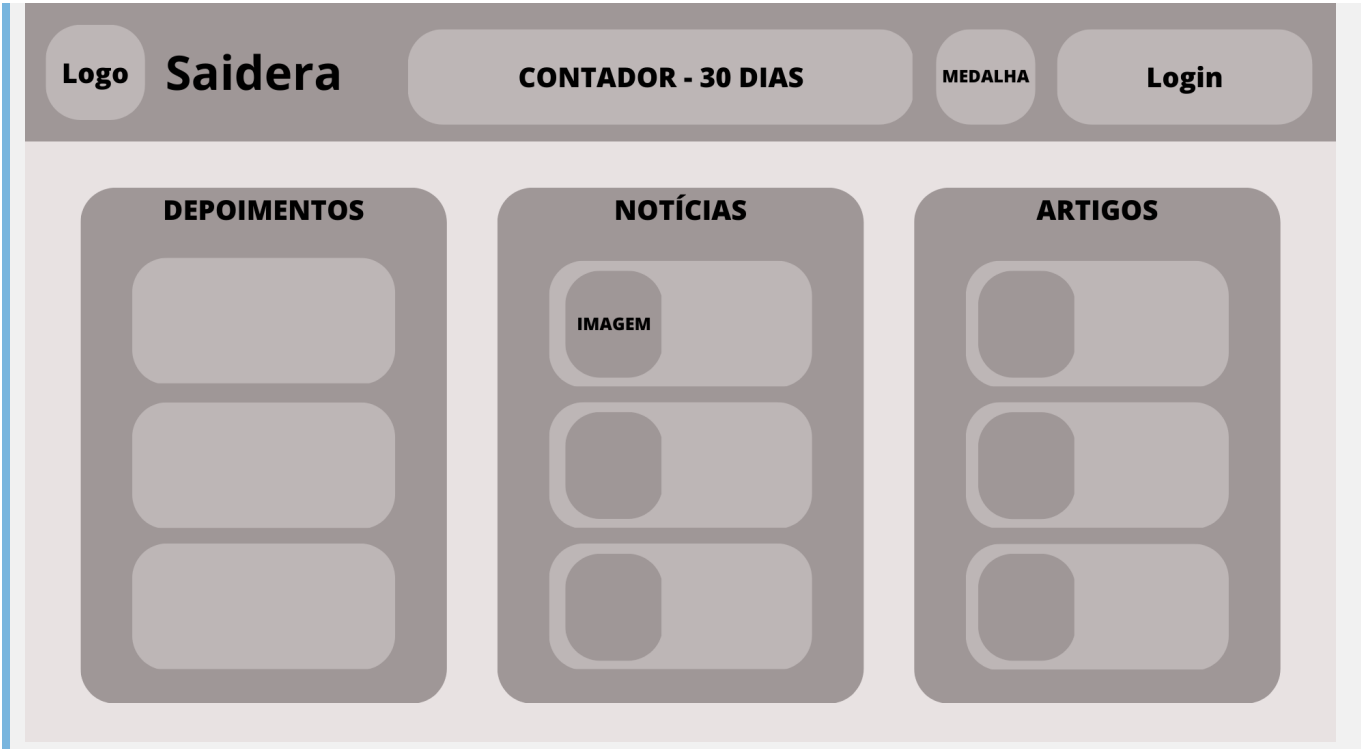 Logo
Saidera
CONTADOR - 30 DIAS
MEDALHA
Login
DEPOIMENTOS
NOTÍCIAS
ARTIGOS
IMAGEM